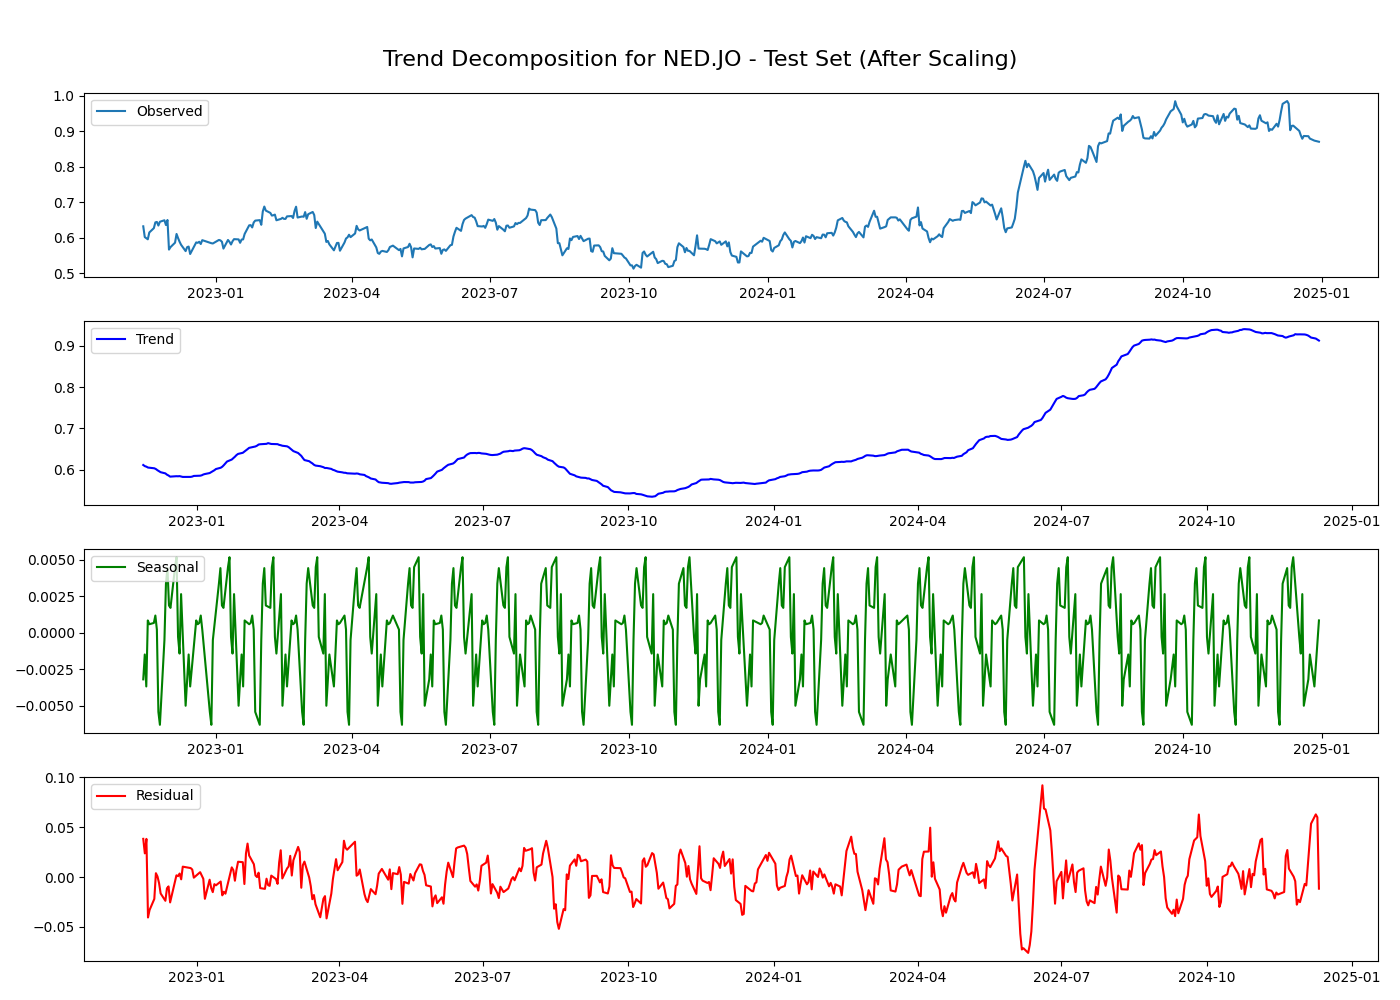 Trend Decomposition for NED.JO - Test Set (After Scaling)
1.0
0.9
0.8
0.7
0.6
0.5
Observed
2023-01 2023-04 2023-07 2023-10 2024-01 2024-04 2024-07 2024-10 2025-01
0.9
0.8
0.7
0.6
Trend
2023-01 2023-04 2023-07 2023-10 2024-01 2024-04 2024-07 2024-10 2025-01
0.0050
0.0025
0.0000
−0.0025
−0.0050
Seasonal
2023-01 2023-04 2023-07 2023-10 2024-01 2024-04 2024-07 2024-10 2025-01
0.10
0.05
0.00
−0.05
Residual
2023-01 2023-04 2023-07 2023-10 2024-01 2024-04 2024-07 2024-10 2025-01